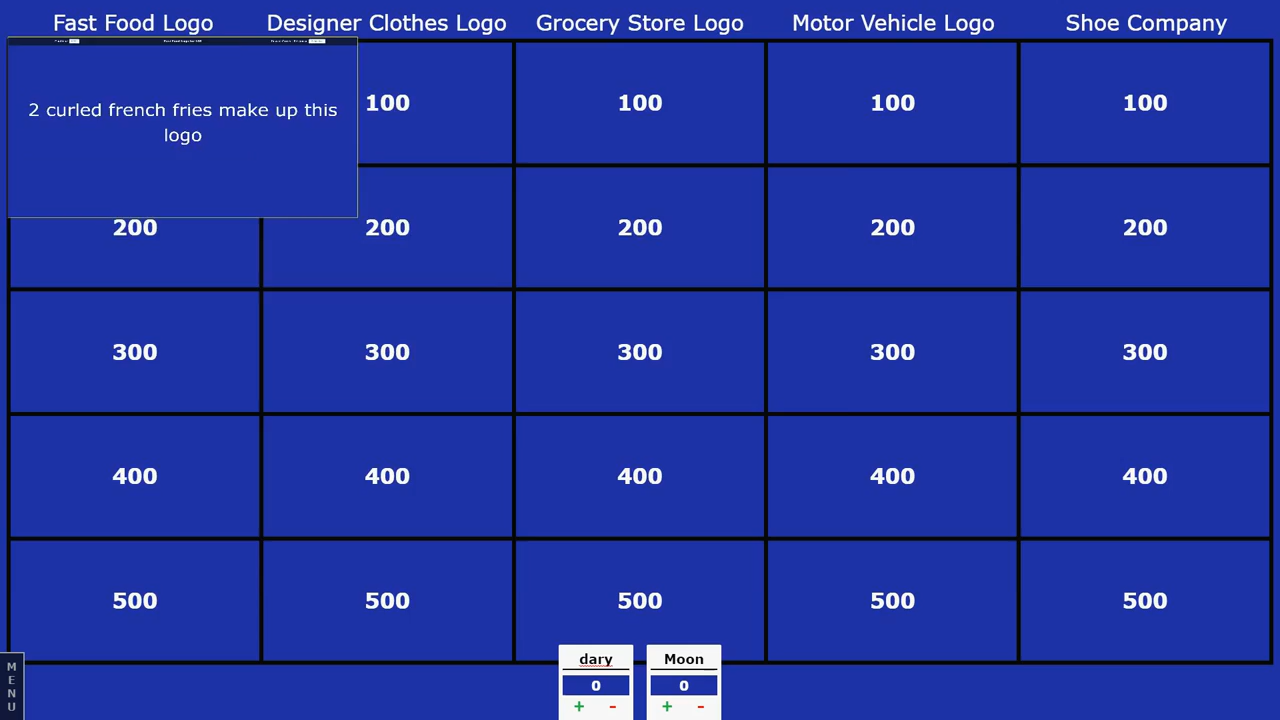 Fast Food Logo Designer Clothes Logo Grocery Store Logo Motor Vehicle Logo Shoe Company
2 curled french fries make up this
logo
100 100 100 100
200 200 200 200 200
300 300 300 300 300
400 400 400 400 400
500 500 500 500 500
MENU
dary Moon
0 0
+ - + -